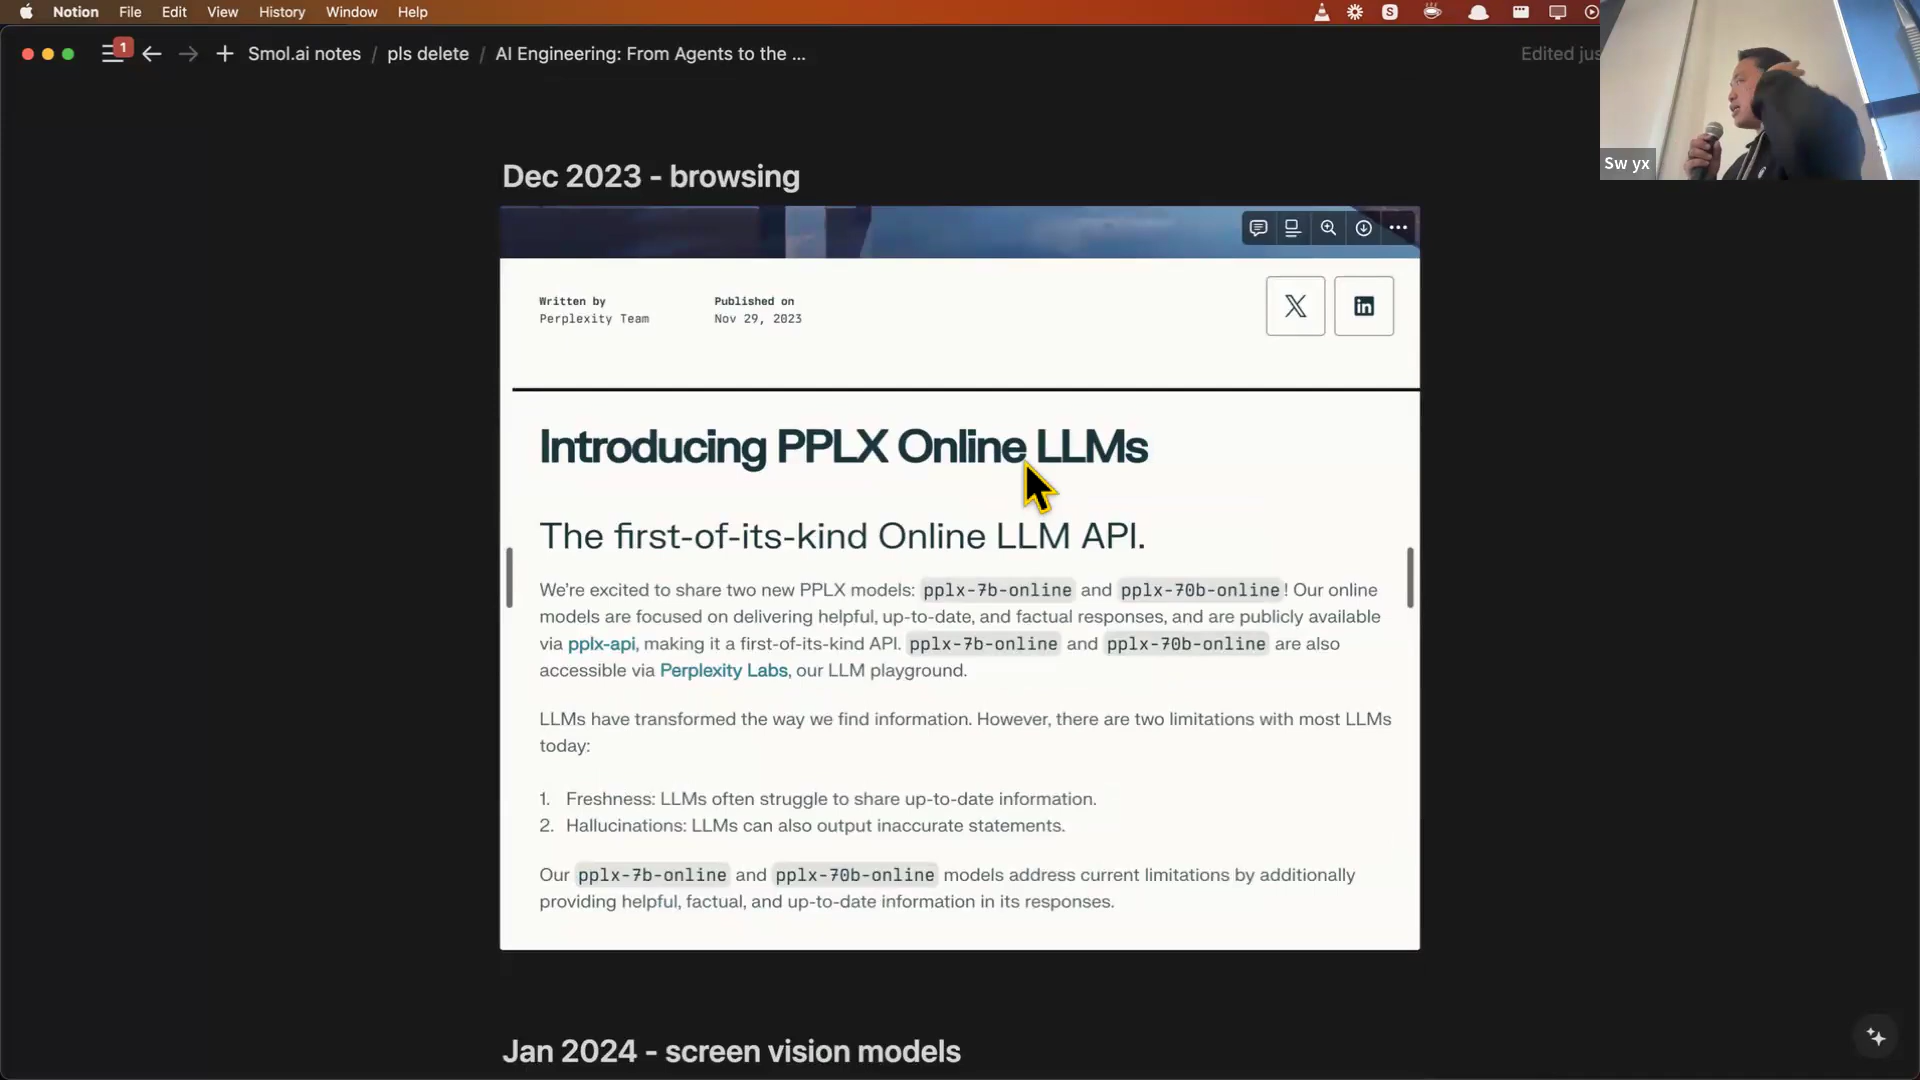 Notion File Edit View History Window Help
1 Smol.ai notes / pls delete / AI Engineering: From Agents to the ... Edited jus
Sw yx
Dec 2023 - browsing
Written by
Perplexity Team
Published on
Nov 29, 2023
Introducing PPLX Online LLMs
The first-of-its-kind Online LLM API.
We're excited to share two new PPLX models: pplx-7b-online and pplx-70b-online! Our online
models are focused on delivering helpful, up-to-date, and factual responses, and are publicly available
via pplx-api, making it a first-of-its-kind API. pplx-7b-online and pplx-70b-online are also
accessible via Perplexity Labs, our LLM playground.
LLMs have transformed the way we find information. However, there are two limitations with most LLMs
today:
1. Freshness: LLMs often struggle to share up-to-date information.
2. Hallucinations: LLMs can also output inaccurate statements.
Our pplx-7b-online and pplx-70b-online models address current limitations by additionally
providing helpful, factual, and up-to-date information in its responses.
Jan 2024 - screen vision models